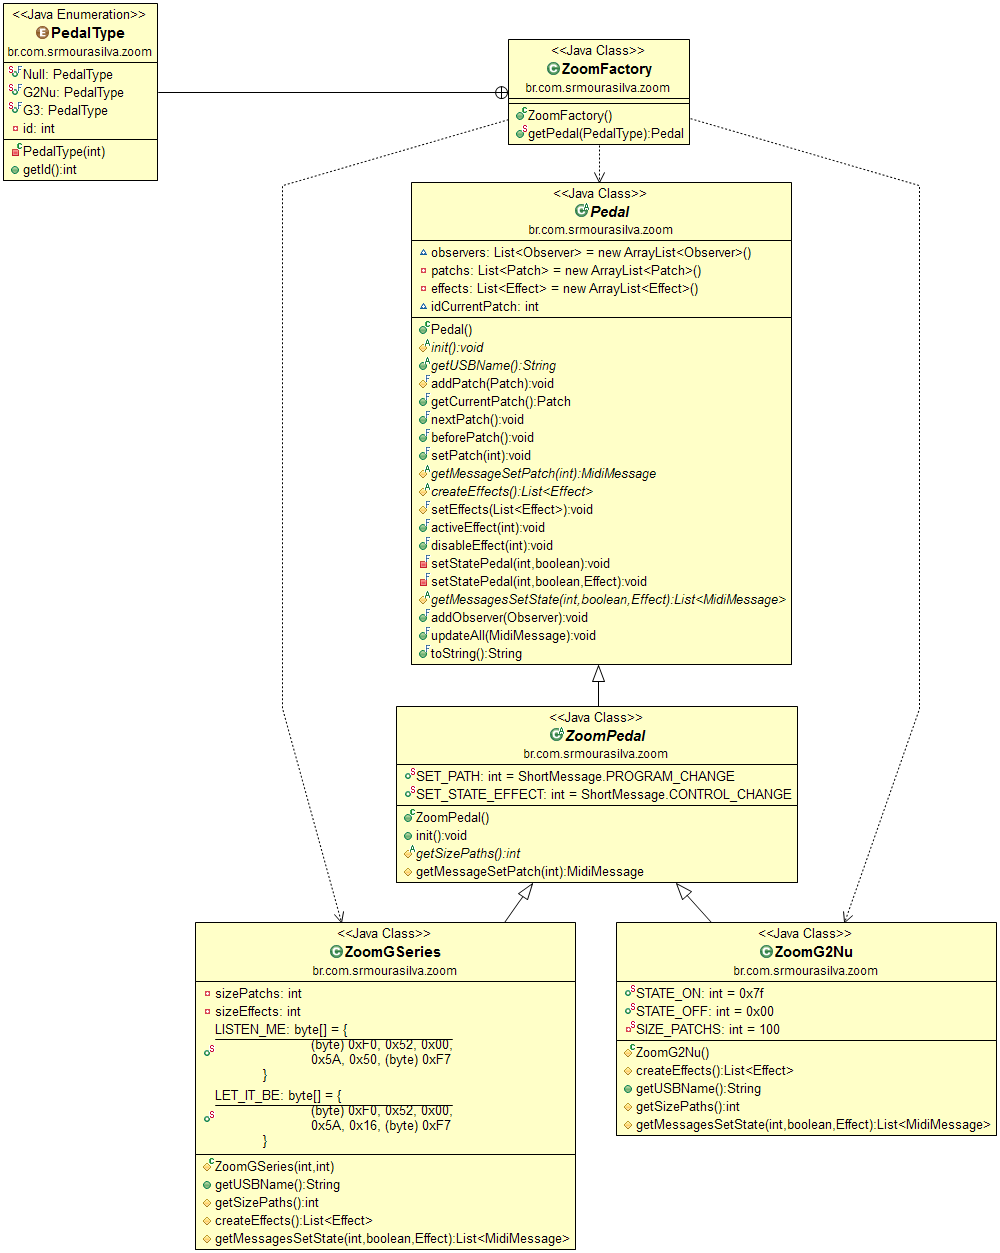 <<Java Enumeration>>
PedalType
br.com.srmourasilva.zoom
Null: PedalType
G2Nu: PedalType
G3: PedalType
id: int
PedalType(int)
getId():int
<<Java Class>>
ZoomFactory
br.com.srmourasilva.zoom
ZoomFactory()
getPedal(PedalType):Pedal
<<Java Class>>
Pedal
br.com.srmourasilva.zoom
observers: List<Observer> = new ArrayList<Observer>()
patchs: List<Patch> = new ArrayList<Patch>()
effects: List<Effect> = new ArrayList<Effect>()
idCurrentPatch: int
Pedal()
init():void
getUSBName():String
addPatch(Patch):void
getCurrentPatch():Patch
nextPatch():void
beforePatch():void
setPatch(int):void
getMessageSetPatch(int):MidiMessage
createEffects():List<Effect>
setEffects(List<Effect>):void
activeEffect(int):void
disableEffect(int):void
setStatePedal(int,boolean):void
setStatePedal(int,boolean,Effect):void
getMessagesSetState(int,boolean,Effect):List<MidiMessage>
addObserver(Observer):void
updateAll(MidiMessage):void
toString():String
<<Java Class>>
ZoomPedal
br.com.srmourasilva.zoom
SET_PATH: int = ShortMessage.PROGRAM_CHANGE
SET_STATE_EFFECT: int = ShortMessage.CONTROL_CHANGE
ZoomPedal()
init():void
getSizePaths():int
getMessageSetPatch(int):MidiMessage
<<Java Class>>
ZoomGSeries
br.com.srmourasilva.zoom
sizePatchs: int
sizeEffects: int
LISTEN_ME: byte[] = {
(byte) 0xF0, 0x52, 0x00,
0x5A, 0x50, (byte) 0xF7
}
LET_IT_BE: byte[] = {
(byte) 0xF0, 0x52, 0x00,
0x5A, 0x16, (byte) 0xF7
}
ZoomGSeries(int,int)
getUSBName():String
getSizePaths():int
createEffects():List<Effect>
getMessagesSetState(int,boolean,Effect):List<MidiMessage>
<<Java Class>>
ZoomG2Nu
br.com.srmourasilva.zoom
STATE_ON: int = 0x7f
STATE_OFF: int = 0x00
SIZE_PATCHS: int = 100
ZoomG2Nu()
createEffects():List<Effect>
getUSBName():String
getSizePaths():int
getMessagesSetState(int,boolean,Effect):List<MidiMessage>